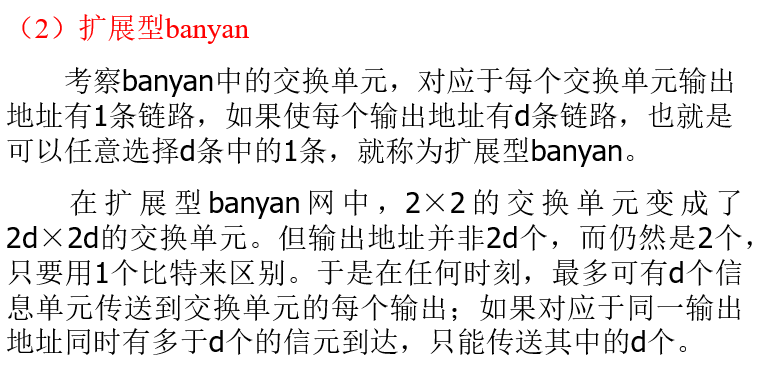 （2）扩展型banyan
考察banyan中的交换单元，对应于每个交换单元输出
地址有1条链路，如果使每个输出地址有d条链路，也就是
可以任意选择d条中的1条，就称为扩展型banyan。
在扩展型banyan网中，2×2的交换单元变成了
2d×2d的交换单元。但输出地址并非2d个，而仍然是2个，
只要用1个比特来区别。于是在任何时刻，最多可有d个信
息单元传送到交换单元的每个输出；如果对应于同一输出
地址同时有多于d个的信元到达，只能传送其中的d个。